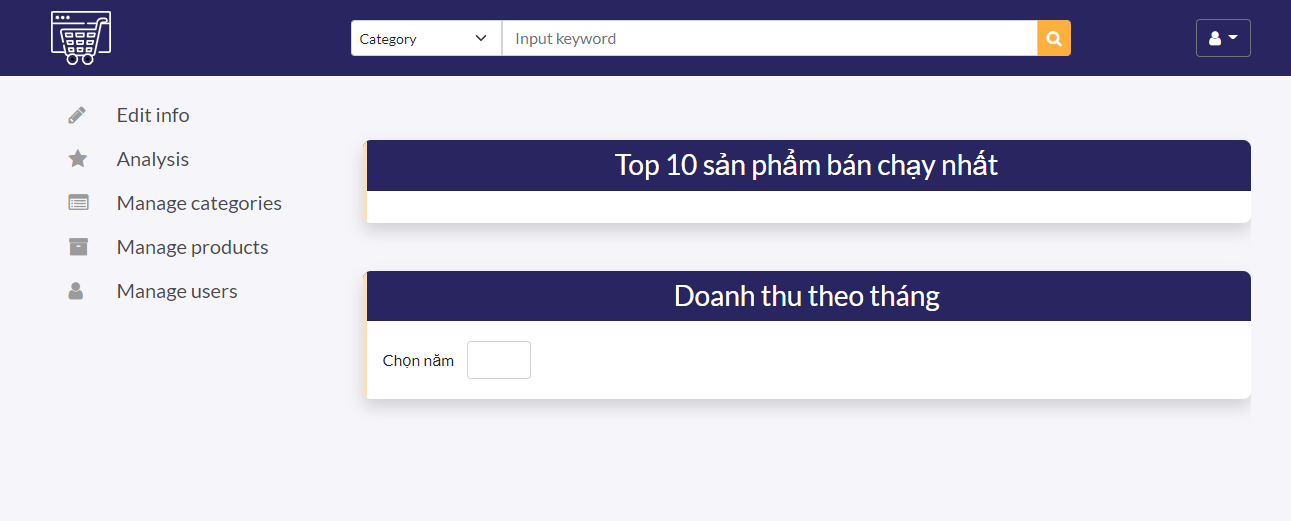 Category
Input keyword
Edit info
Analysis
Manage categories
Manage products
Manage users
Top 10 sản phẩm bán chạy nhất
Doanh thu theo tháng
Chọn năm